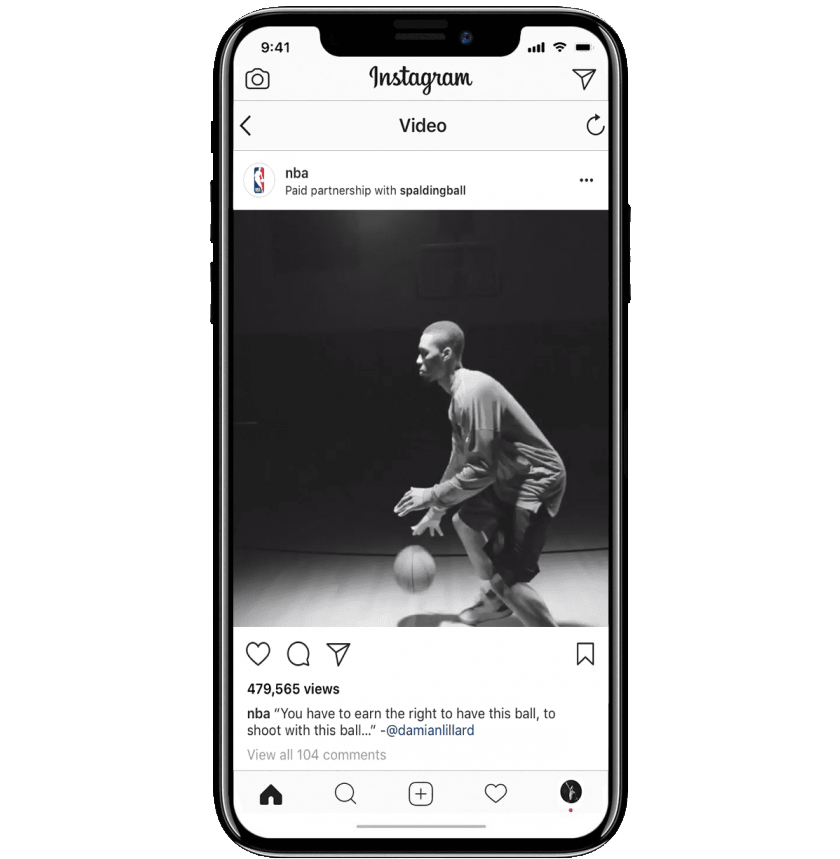 9:41
Instagram
Video
nba
Paid partnership with spaldingball
479,565 views
nba “You have to earn the right to have this ball, to
shoot with this ball...” -@damianlillard
View all 104 comments